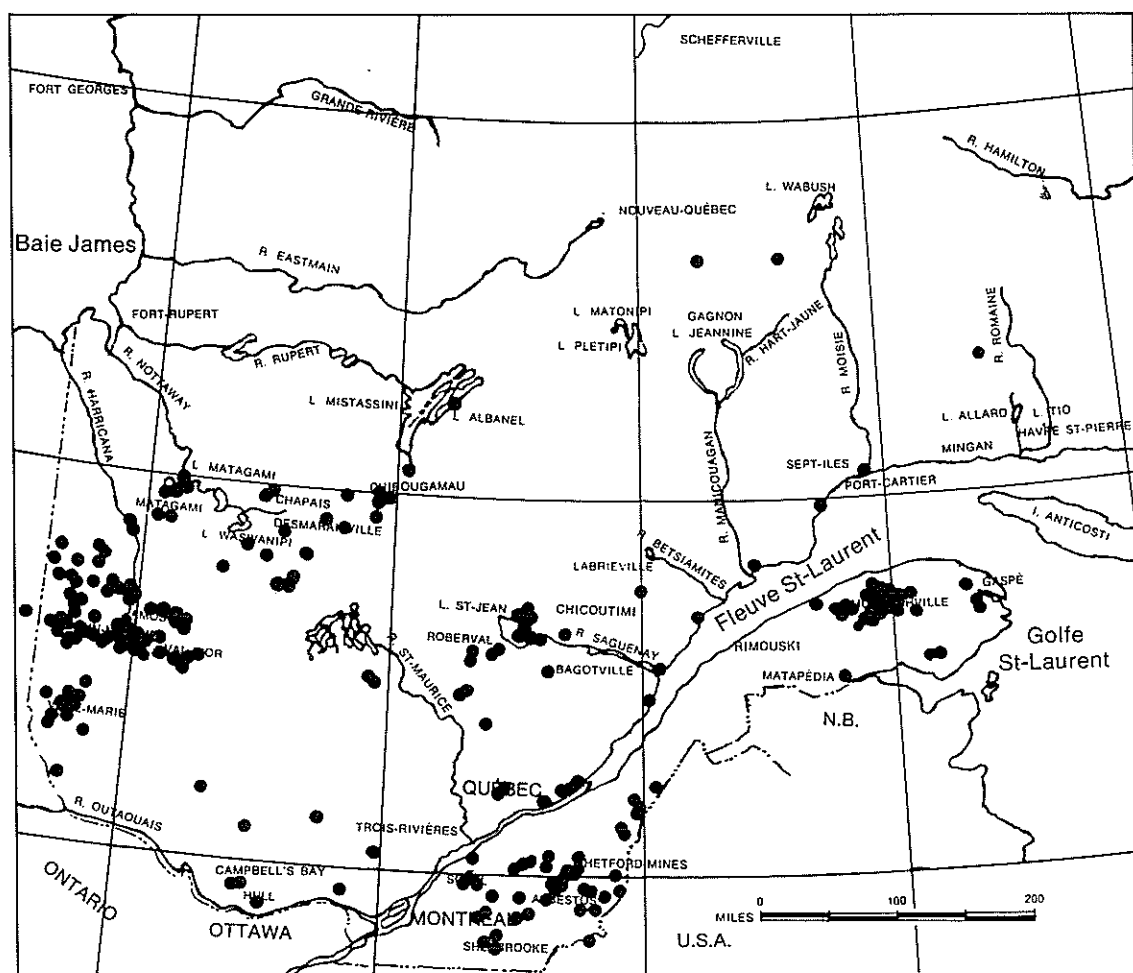 SCHEFFERVILLE
FORT GEORGES
GRANDE RIVIÈRE
R. HAMILTON
L. WABUSH
NOUVEAU-QUÉBEC
Baie James
R. EASTMAIN
L MATONIPI
GAGNON
FORT-RUPERT
L JEANNINE
R. HART-JAUNE
L PLETIPI
R. RUPERT
R. NOTTAWAY
R. HARRICANA
R MOISIE
R. ROMAINE
L MISTASSINI
L ALBANEL
L. ALLARD
L. TIO
HAVRE ST-PIERRE
MINGAN
SEPT-ILES
L MATAGAMI
CHIBOUGAMAU
PORT-CARTIER
CHAPAIS
MATAGAMI
R. MANICOUAGAN
I. ANTICOSTI
DESMARAISVILLE
L WASWANIPI
R BETSIAMITES
LABRIEVILLE
Fleuve St-Laurent
GASPÈ
L. ST-JEAN
CHICOUTIMI
R SAGUENAY
ROBERVAL
RIMOUSKI
Golfe
St-Laurent
BAGOTVILLE
MATAPÉDIA
R. ST-MAURICE
N.B.
QUÉBEC
R. OUTAOUAIS
TROIS-RIVIÈRES
THETFORD-MINES
CAMPBELL'S BAY
ONTARIO
HULL
ASBESTOS
MONTRÉAL
OTTAWA
SHERBROOKE
U.S.A.
0 100 200
MILES